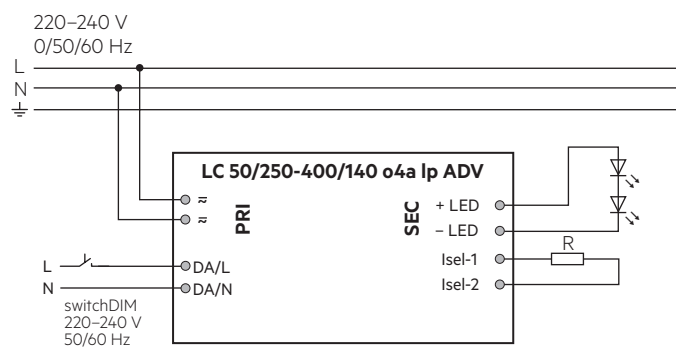 220–240 V
0/50/60 Hz
L
N
LC 50/250-400/140 o4a lp ADV
PRI
SEC
+ LED
– LED
Isel-1
R
Isel-2
L
DA/L
N
DA/N
switchDIM
220–240 V
50/60 Hz